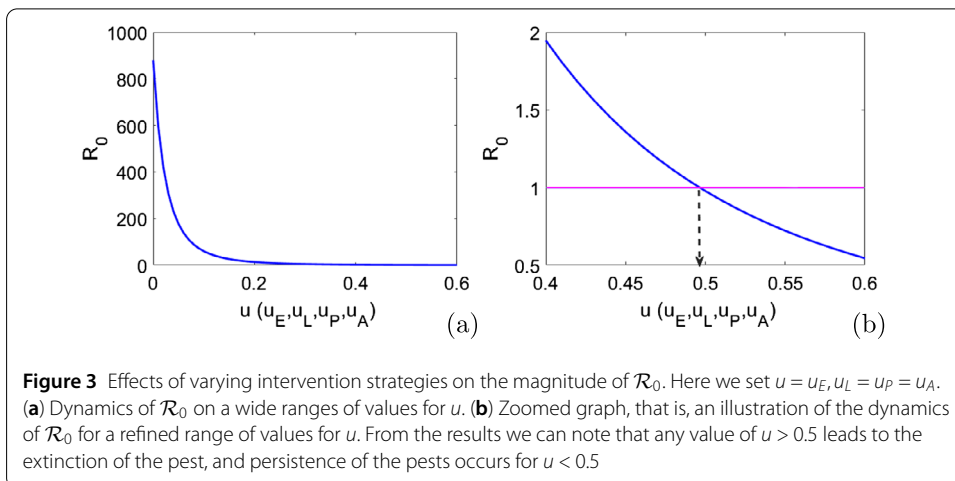 1000
800
600
400
200
0
R0
0 0.2 0.4 0.6
u (uE,uL,uP,uA)
(a)
2
1.5
1
0.5
R0
0.4 0.45 0.5 0.55 0.6
u (uE,uL,uP,uA)
(b)
Figure 3 Effects of varying intervention strategies on the magnitude of R0. Here we set u = uE, uL = uP = uA.
(a) Dynamics of R0 on a wide ranges of values for u. (b) Zoomed graph, that is, an illustration of the dynamics
of R0 for a refined range of values for u. From the results we can note that any value of u > 0.5 leads to the
extinction of the pest, and persistence of the pests occurs for u < 0.5